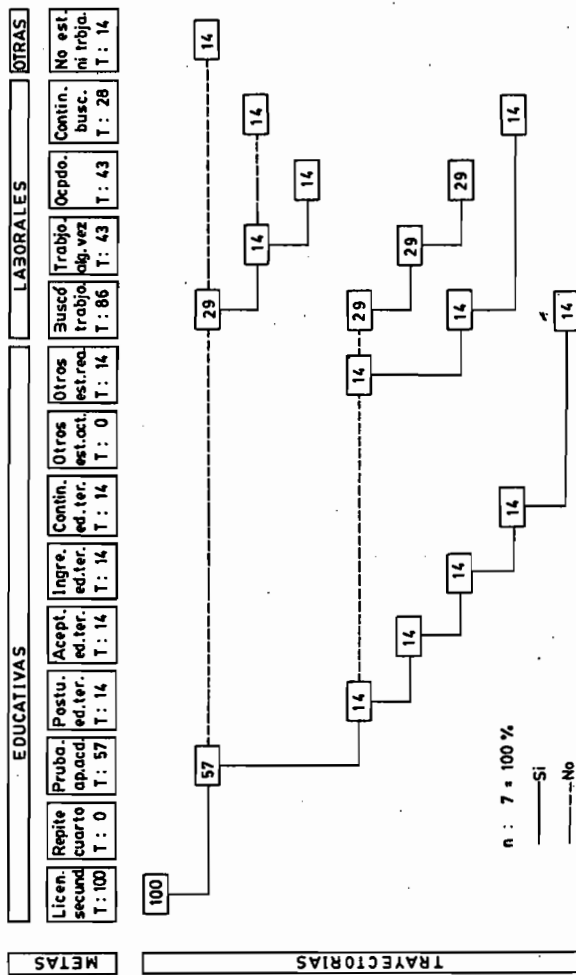 METAS
EDUCATIVAS
LABORALES
OTRAS
Licen.
secund
T: 100
Repite
cuarto
T: 0
Pruba.
ap.acd.
T: 57
Postu.
ed.ter.
T: 14
Acept.
ed.ter.
T: 14
Ingre.
ed.ter.
T: 14
Contin.
ed.ter.
T: 14
Otros
est.act.
T: 0
Otros
est.rea.
T: 14
Buscó
trabjo.
T: 86
Trabjo.
alg.vez
T: 43
Ocpdo.
T: 43
Contin.
busc.
T: 28
No est.
ni trbja.
T: 14
TRAYECTORIAS
100
57
29
14
14
14
14
14
14
29
29
29
14
14
14
14
14
14
14
n : 7 = 100 %
Si
No